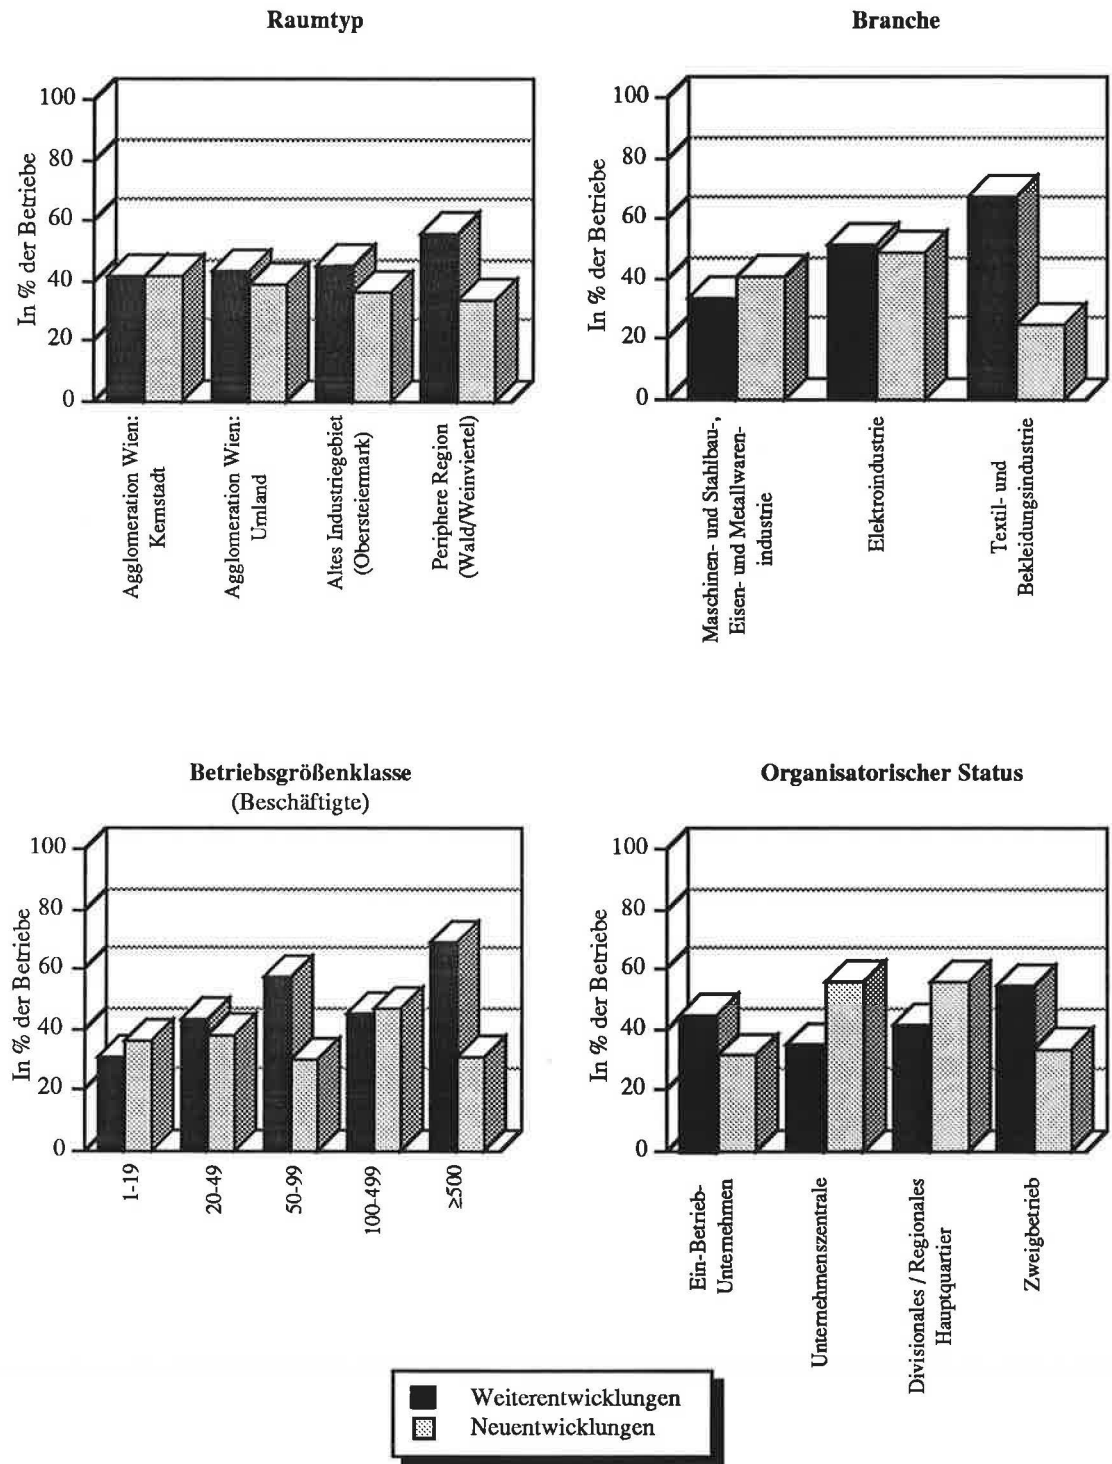 Raumtyp
In % der Betriebe
100
80
60
40
20
0
Agglomeration Wien:
Kernstadt
Agglomeration Wien:
Umland
Altes Industriegebiet
(Obersteiermark)
Periphere Region
(Wald/Weinviertel)
Branche
In % der Betriebe
100
80
60
40
20
0
Maschinen- und Stahlbau-,
Eisen- und Metallwaren-
industrie
Elektroindustrie
Textil- und
Bekleidungsindustrie
Betriebsgrößenklasse
(Beschäftigte)
In % der Betriebe
100
80
60
40
20
0
1-19
20-49
50-99
100-499
≥500
Organisatorischer Status
In % der Betriebe
100
80
60
40
20
0
Ein-Betrieb-
Unternehmen
Unternehmenszentrale
Divisionales / Regionales
Hauptquartier
Zweigbetrieb
Weiterentwicklungen
Neuentwicklungen